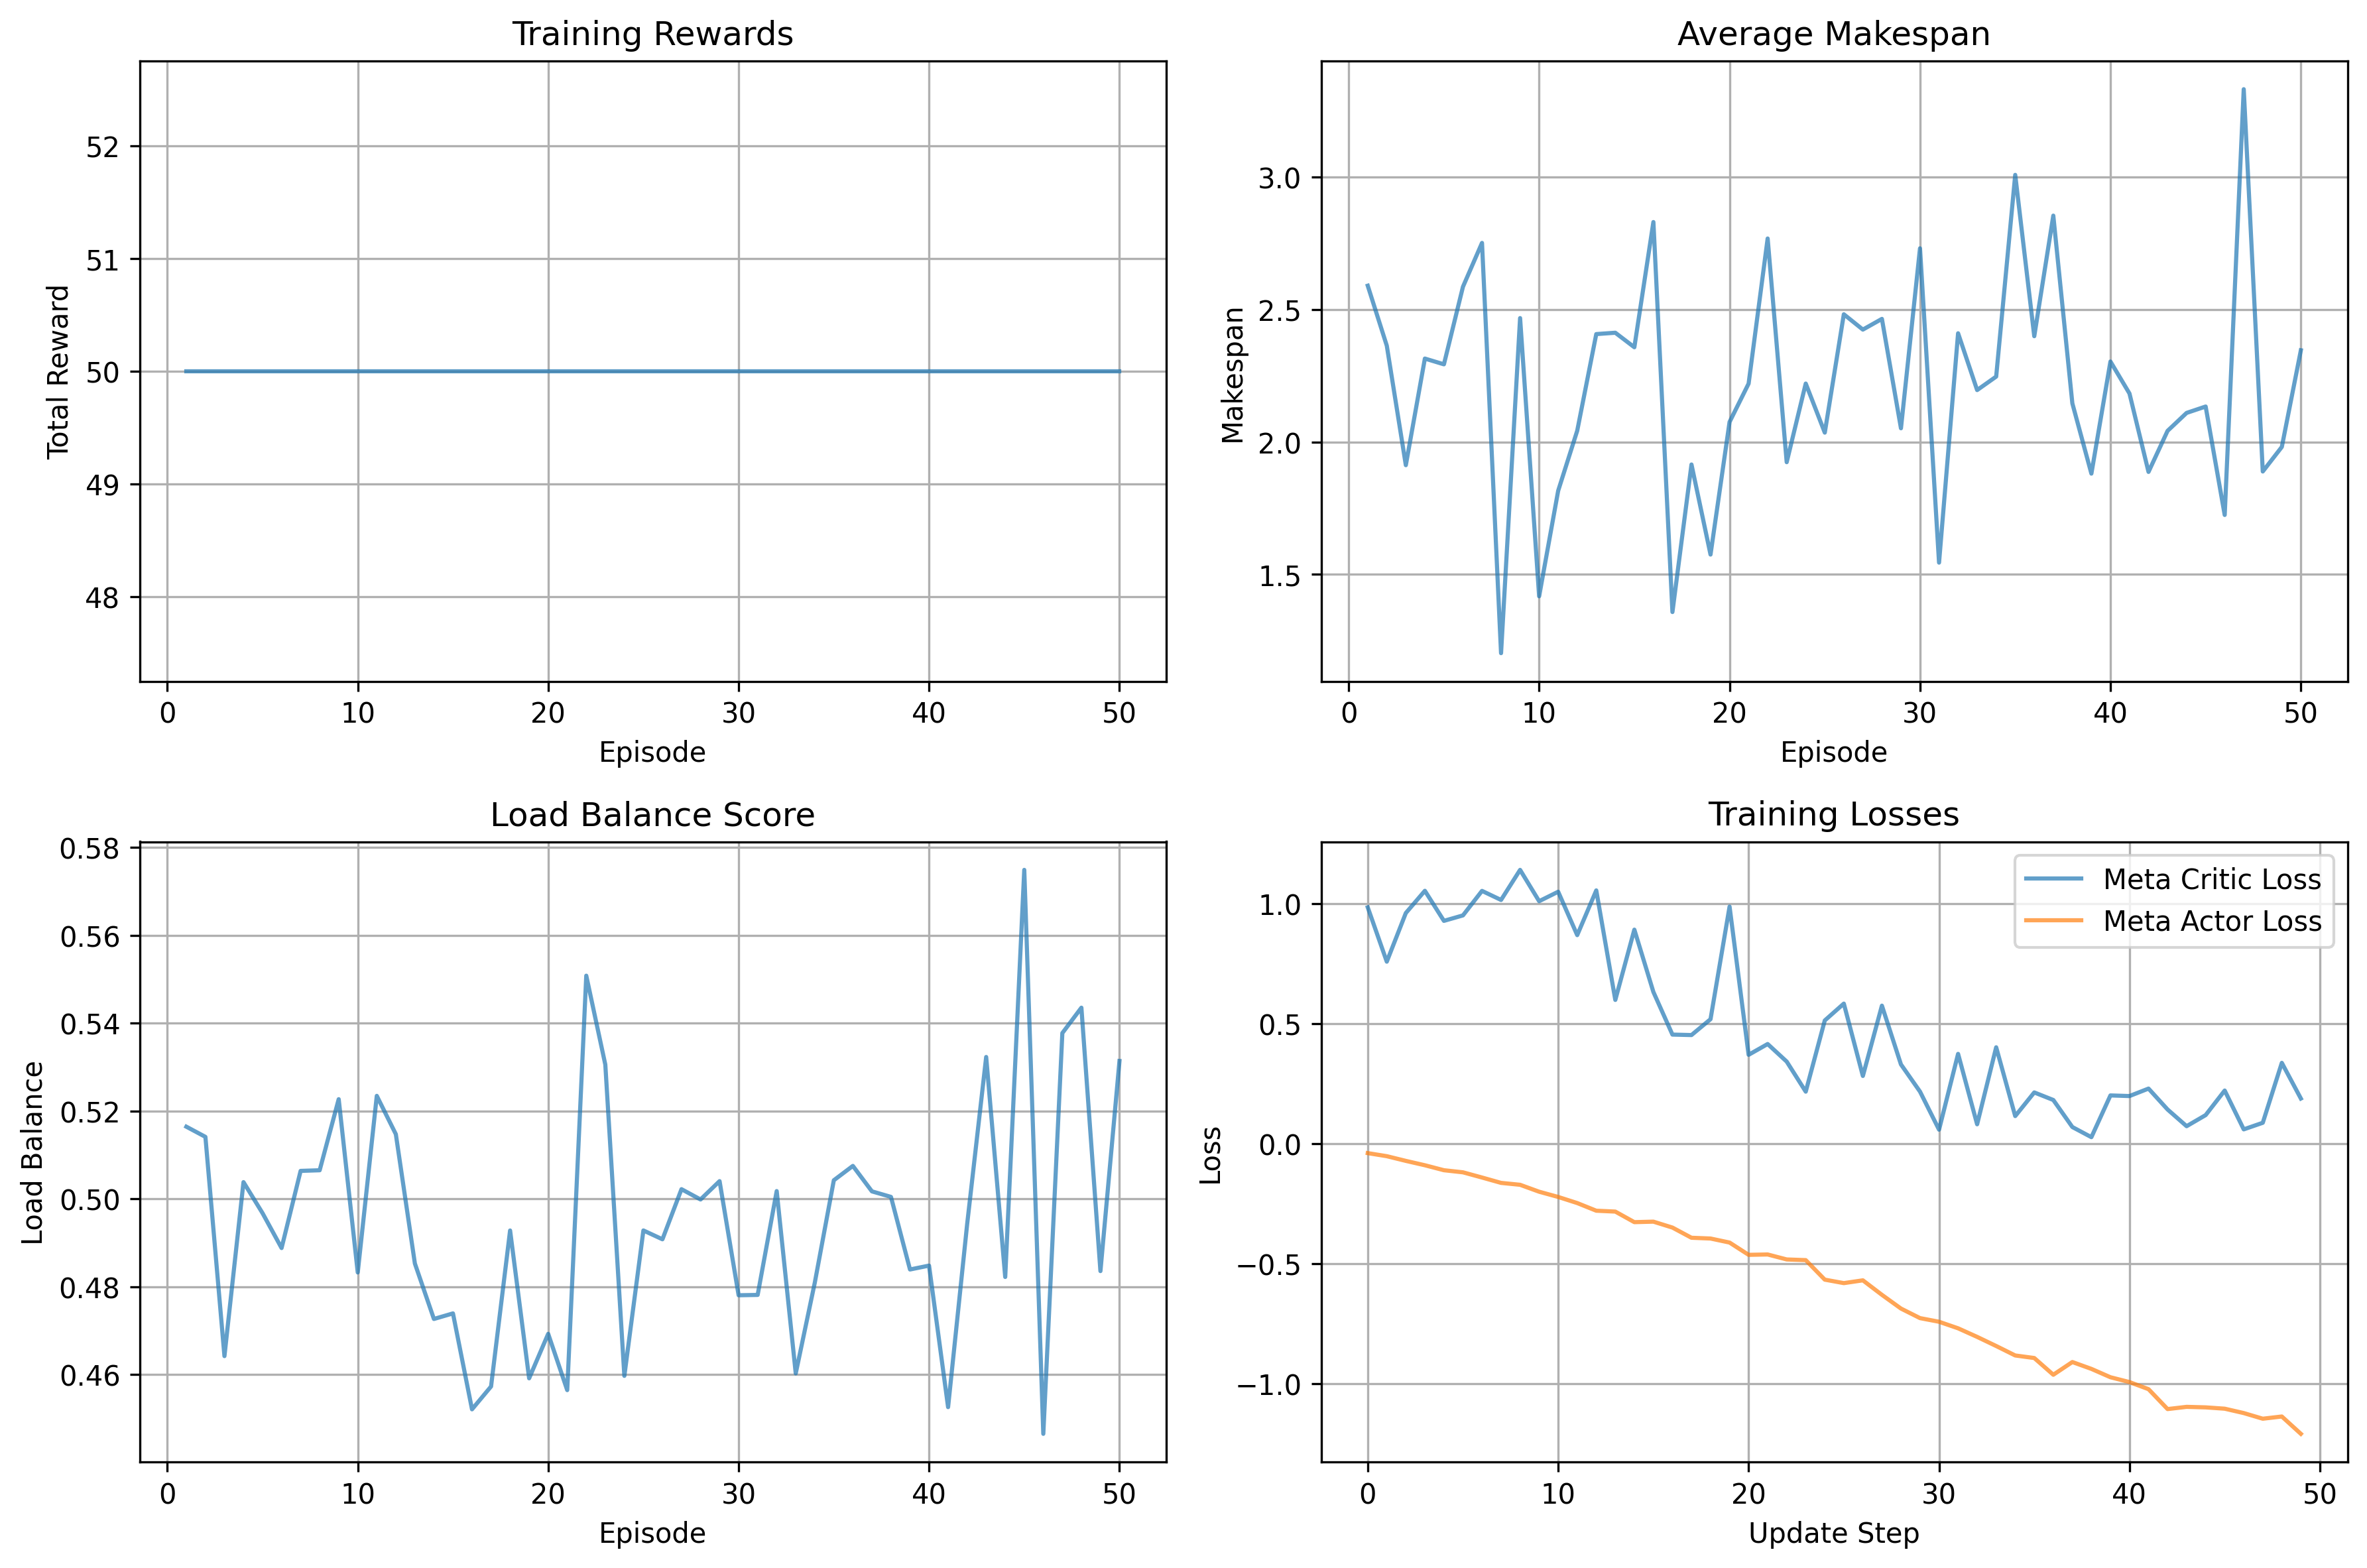 Training Rewards
Total Reward
52
51
50
49
48
0 10 20 30 40 50
Episode
Average Makespan
Makespan
3.0
2.5
2.0
1.5
0 10 20 30 40 50
Episode
Load Balance Score
Load Balance
0.58
0.56
0.54
0.52
0.50
0.48
0.46
0 10 20 30 40 50
Episode
Training Losses
Loss
1.0
0.5
0.0
−0.5
−1.0
Meta Critic Loss
Meta Actor Loss
0 10 20 30 40 50
Update Step